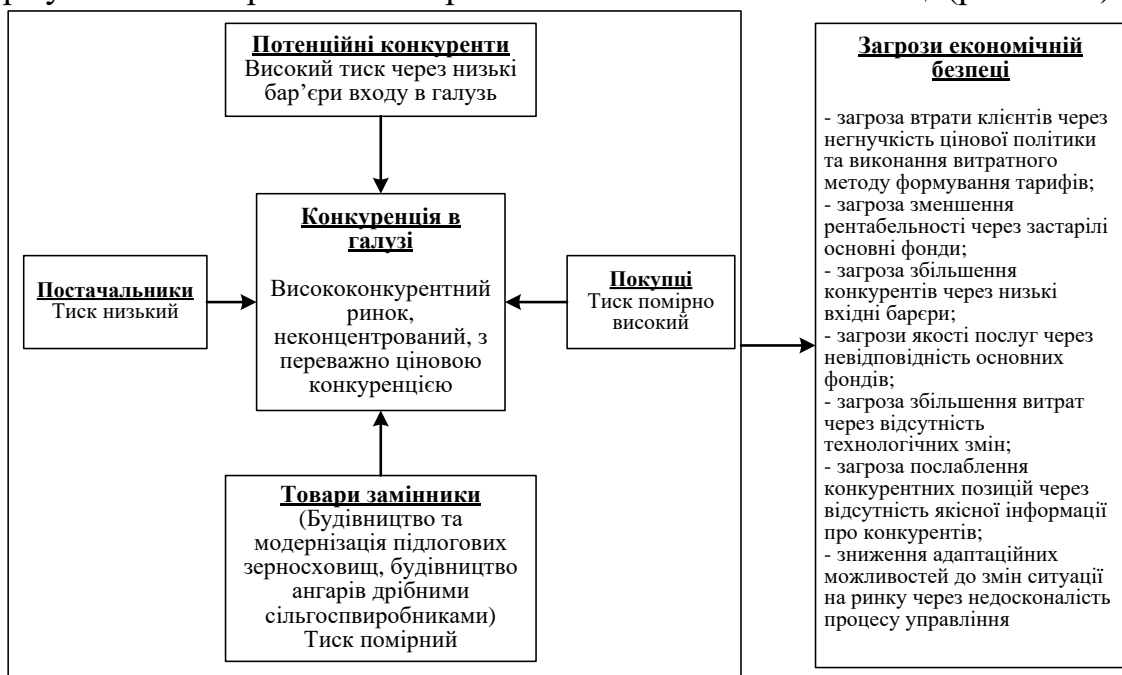 Потенційні конкуренти
Високий тиск через низькі
бар’єри входу в галузь
Конкуренція в
галузі
Висококонкурентний
ринок,
неконцентрований, з
переважно ціновою
конкуренцією
Постачальники
Тиск низький
Покупці
Тиск помірно
високий
Товари замінники
(Будівництво та
модернізація підлогових
зерносховищ, будівництво
ангарів дрібними
сільгоспвиробниками)
Тиск помірний
Загрози економічній
безпеці
- загроза втрати клієнтів через
негнучкість цінової політики
та виконання витратного
методу формування тарифів;
- загроза зменшення
рентабельності через застарілі
основні фонди;
- загроза збільшення
конкурентів через низькі
вхідні барєри;
- загрози якості послуг через
невідповідність основних
фондів;
- загроза збільшення витрат
через відсутність
технологічних змін;
- загроза послаблення
конкурентних позицій через
відсутність якісної інформації
про конкурентів;
- зниження адаптаційних
можливостей до змін ситуації
на ринку через недосконалість
процесу управління